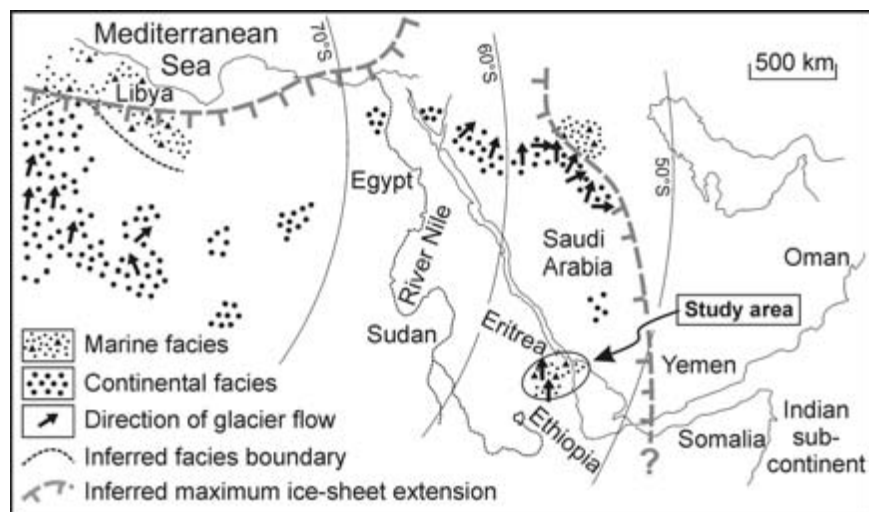 Mediterranean
Sea
70°S
60°S
500 km
Libya
50°S
Egypt
River Nile
Saudi
Arabia
Oman
Study area
Sudan
Eritrea
Yemen
Ethiopia
Somalia
Indian
sub-
continent
?
Marine facies
Continental facies
Direction of glacier flow
Inferred facies boundary
Inferred maximum ice-sheet extension